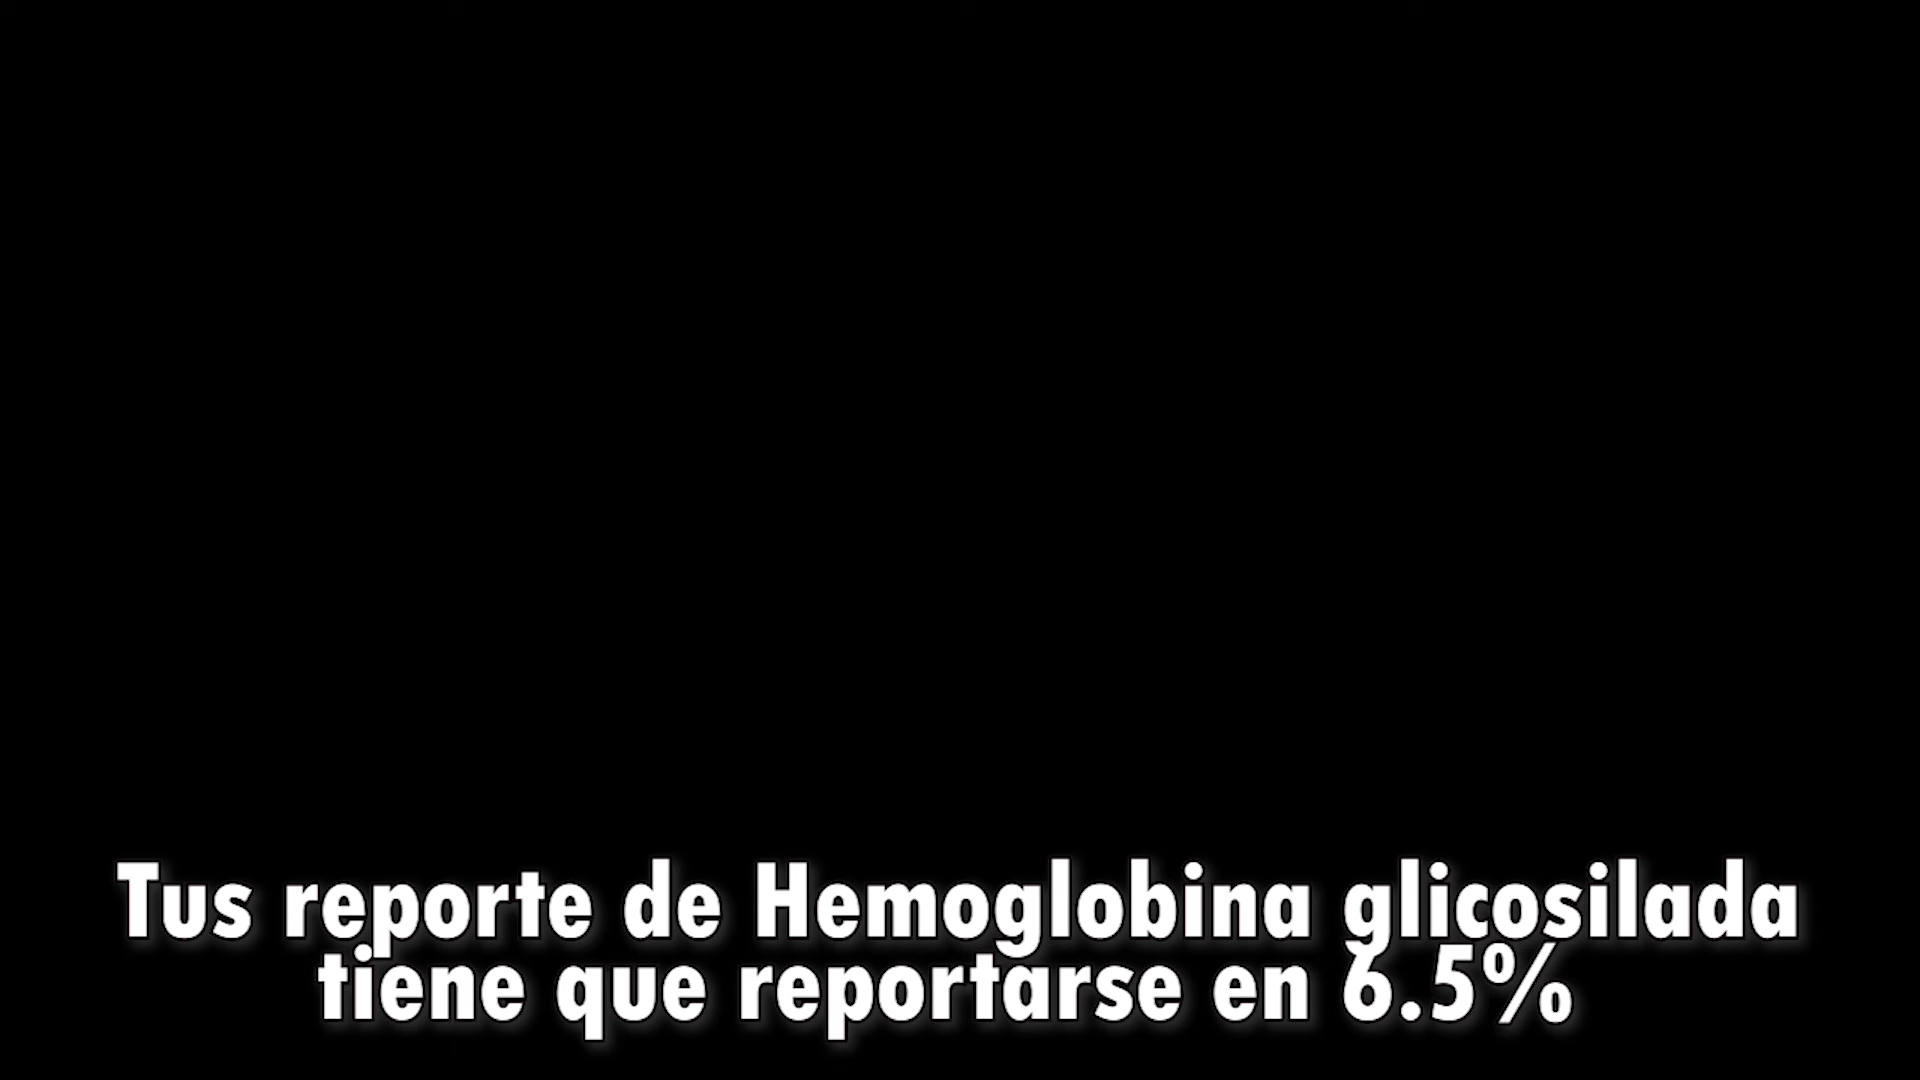 Tus reporte de Hemoglobina glicosilada
tiene que reportarse en 6.5%